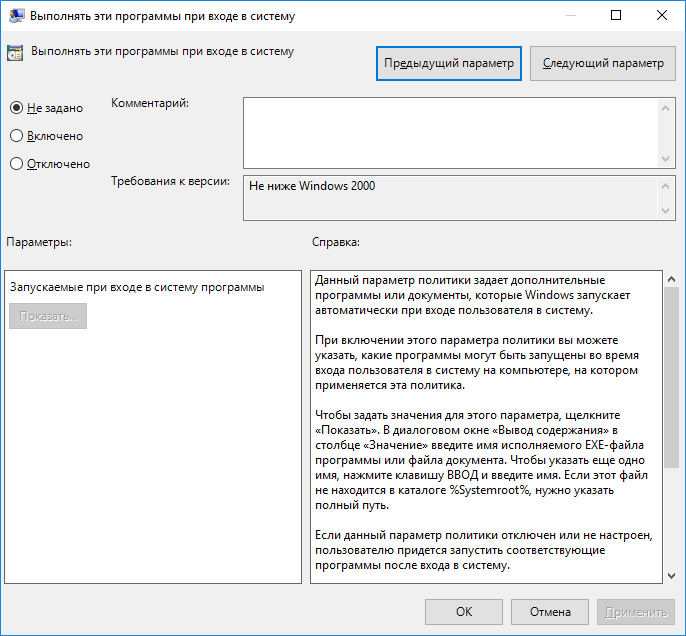 Выполнять эти программы при входе в систему
Выполнять эти программы при входе в систему
Предыдущий параметр
Следующий параметр
Не задано
Включено
Отключено
Комментарий:
Требования к версии:
Не ниже Windows 2000
Параметры:
Справка:
Запускаемые при входе в систему программы
Показать...
Данный параметр политики задает дополнительные
программы или документы, которые Windows запускает
автоматически при входе пользователя в систему.
При включении этого параметра политики вы можете
указать, какие программы могут быть запущены во время
входа пользователя в систему на компьютере, на котором
применяется эта политика.
Чтобы задать значения для этого параметра, щелкните
«Показать». В диалоговом окне «Вывод содержания» в
столбце «Значение» введите имя исполняемого EXE-файла
программы или файла документа. Чтобы указать еще одно
имя, нажмите клавишу ВВОД и введите имя. Если этот файл
не находится в каталоге %Systemroot%, нужно указать
полный путь.
Если данный параметр политики отключен или не настроен,
пользователю придется запустить соответствующие
программы после входа в систему.
ОК
Отмена
Применить